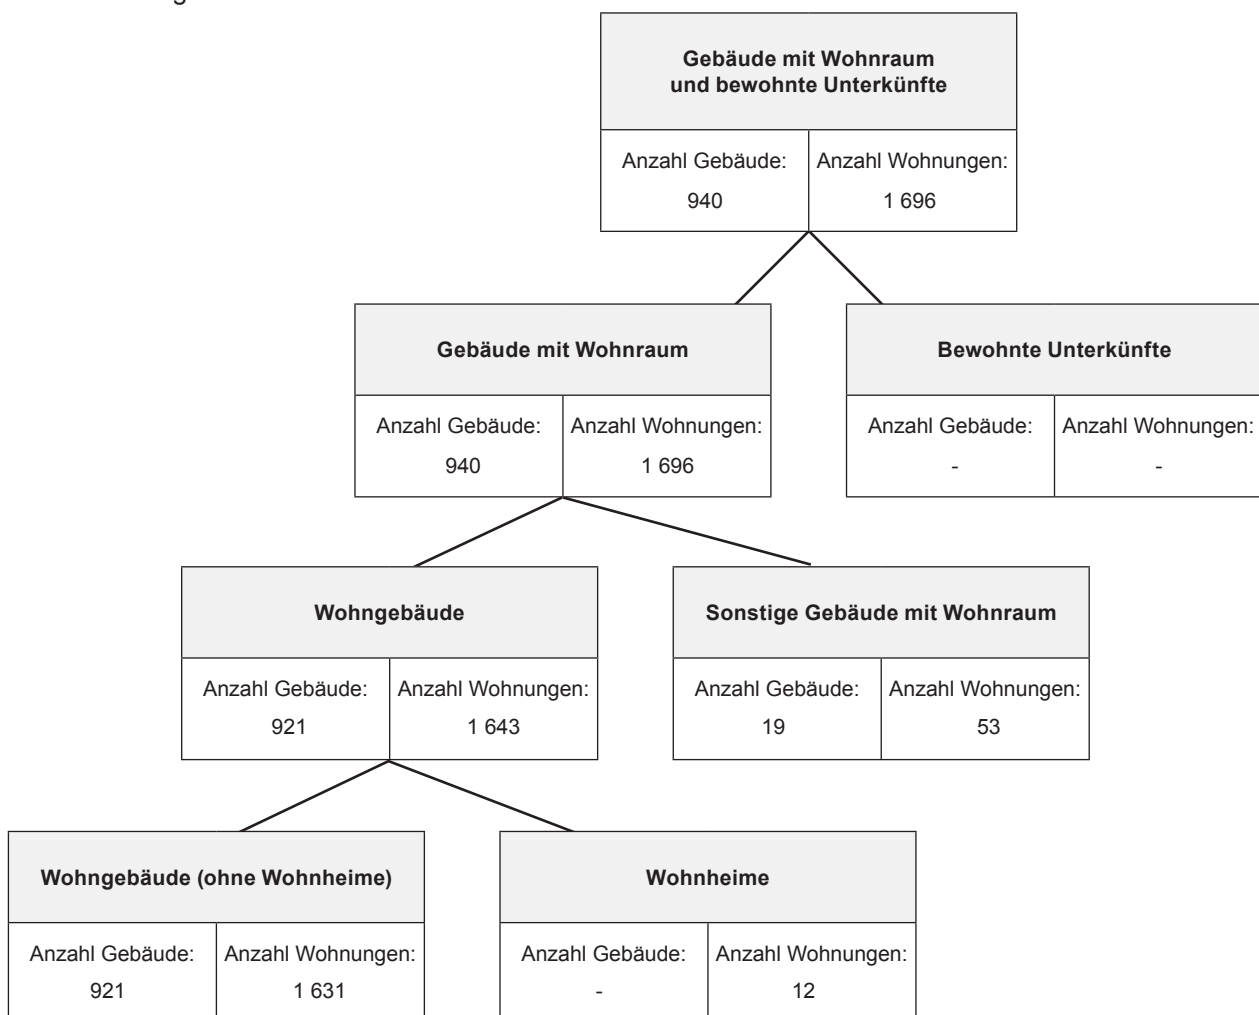 Gebäude mit Wohnraum
und bewohnte Unterkünfte
Anzahl Gebäude:
Anzahl Wohnungen:
940
1 696
Gebäude mit Wohnraum
Bewohnte Unterkünfte
Anzahl Gebäude:
Anzahl Wohnungen:
Anzahl Gebäude:
Anzahl Wohnungen:
940
1 696
-
-
Wohngebäude
Sonstige Gebäude mit Wohnraum
Anzahl Gebäude:
Anzahl Wohnungen:
Anzahl Gebäude:
Anzahl Wohnungen:
921
1 643
19
53
Wohngebäude (ohne Wohnheime)
Wohnheime
Anzahl Gebäude:
Anzahl Wohnungen:
Anzahl Gebäude:
Anzahl Wohnungen:
921
1 631
-
12